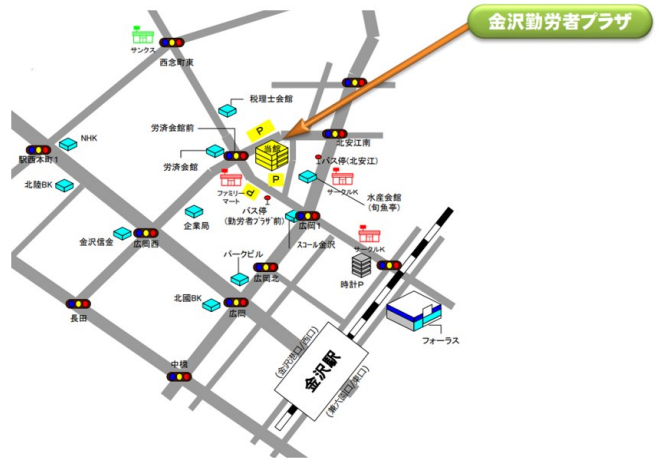 金沢勤労者プラザ
サンクス
西念町東
税理士会館
労済会館前
P
当館
北安江南
NHK
駅西本町1
労済会館
バス停(北安江)
P
ファミリー
マート
P
サークルK
水産会館
(旬魚亭)
北陸BK
バス停
(勤労者プラザ前)
企業局
広岡1
スコール金沢
金沢信金
広岡西
サークルK
パークビル
広岡北
時計P
北國BK
広岡
長田
フォーラス
(金沢港口/西口)
金沢駅
(兼六園口/東口)
中橋